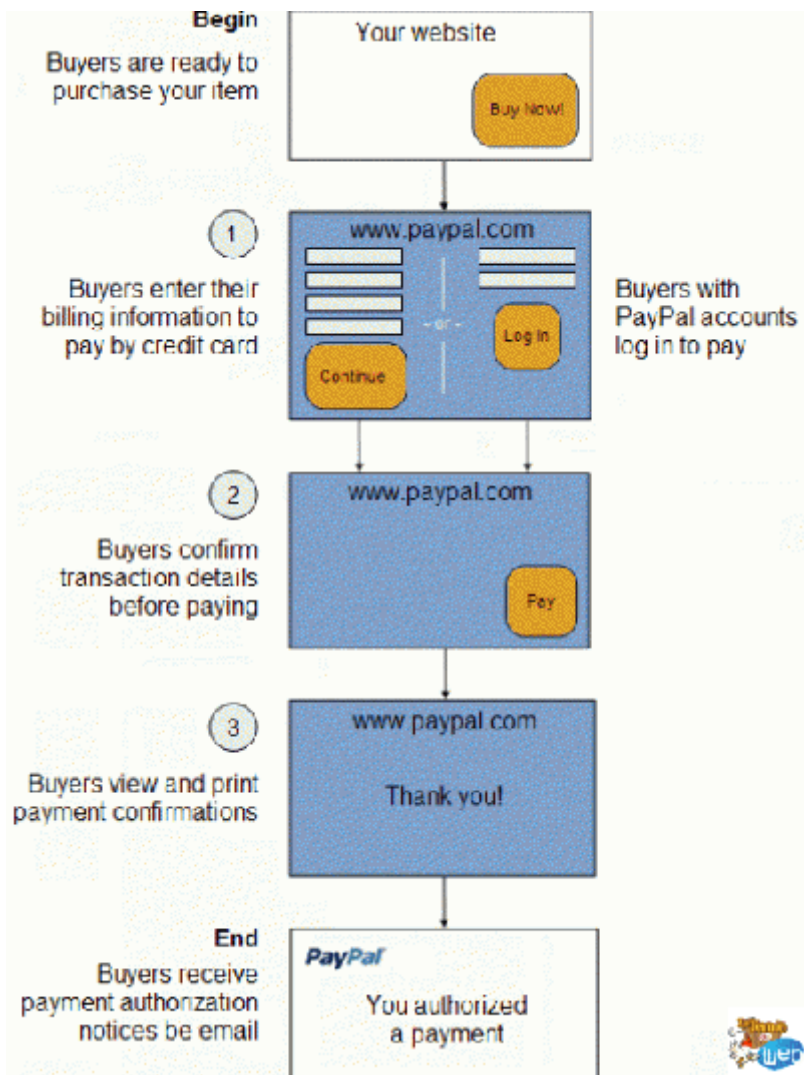 Begin
Buyers are ready to
purchase your item
Your website
Buy Now!
1
Buyers enter their
billing information to
pay by credit card
www.paypal.com
- or -
Continue
Log In
Buyers with
PayPal accounts
log in to pay
2
Buyers confirm
transaction details
before paying
www.paypal.com
Pay
3
Buyers view and print
payment confirmations
www.paypal.com
Thank you!
End
Buyers receive
payment authorization
notices be email
PayPal
You authorized
a payment